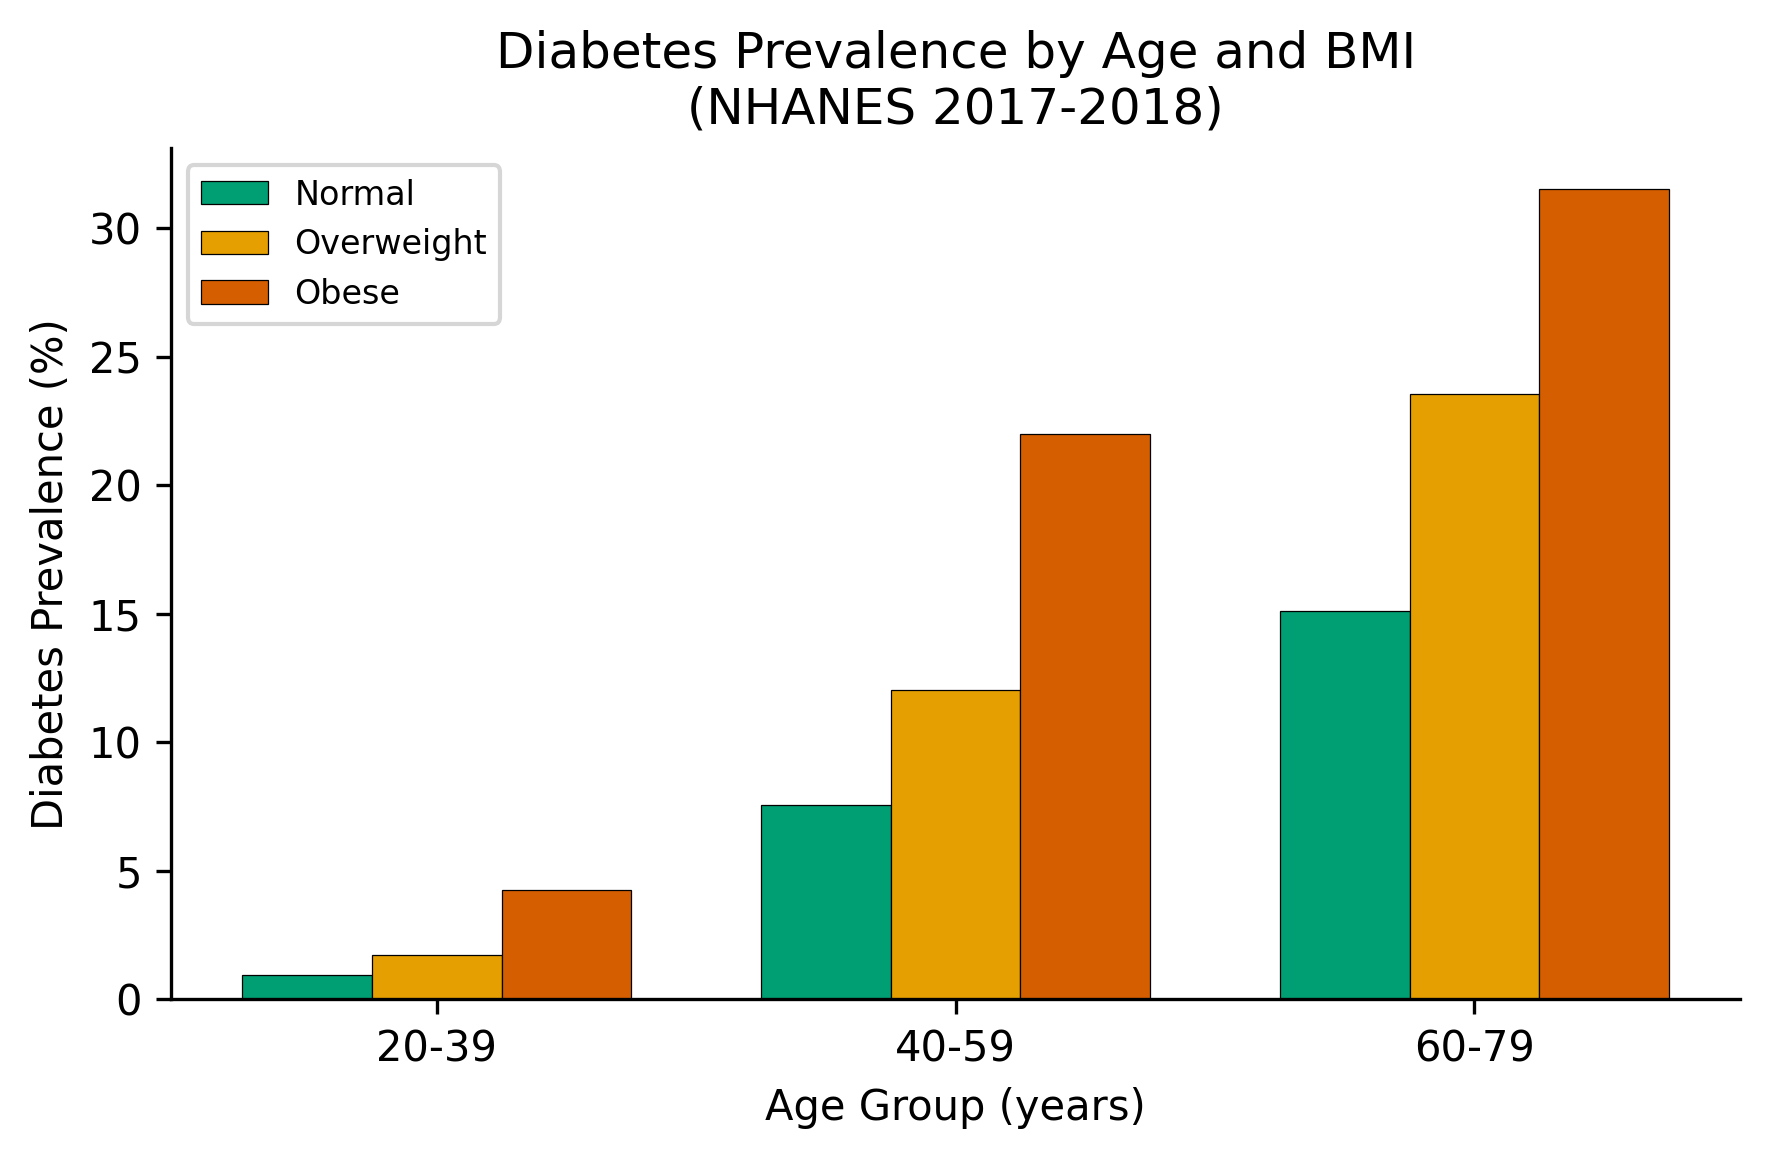 Diabetes Prevalence by Age and BMI
(NHANES 2017-2018)
Normal
Overweight
Obese
Diabetes Prevalence (%)
30
25
20
15
10
5
0
20-39
40-59
60-79
Age Group (years)